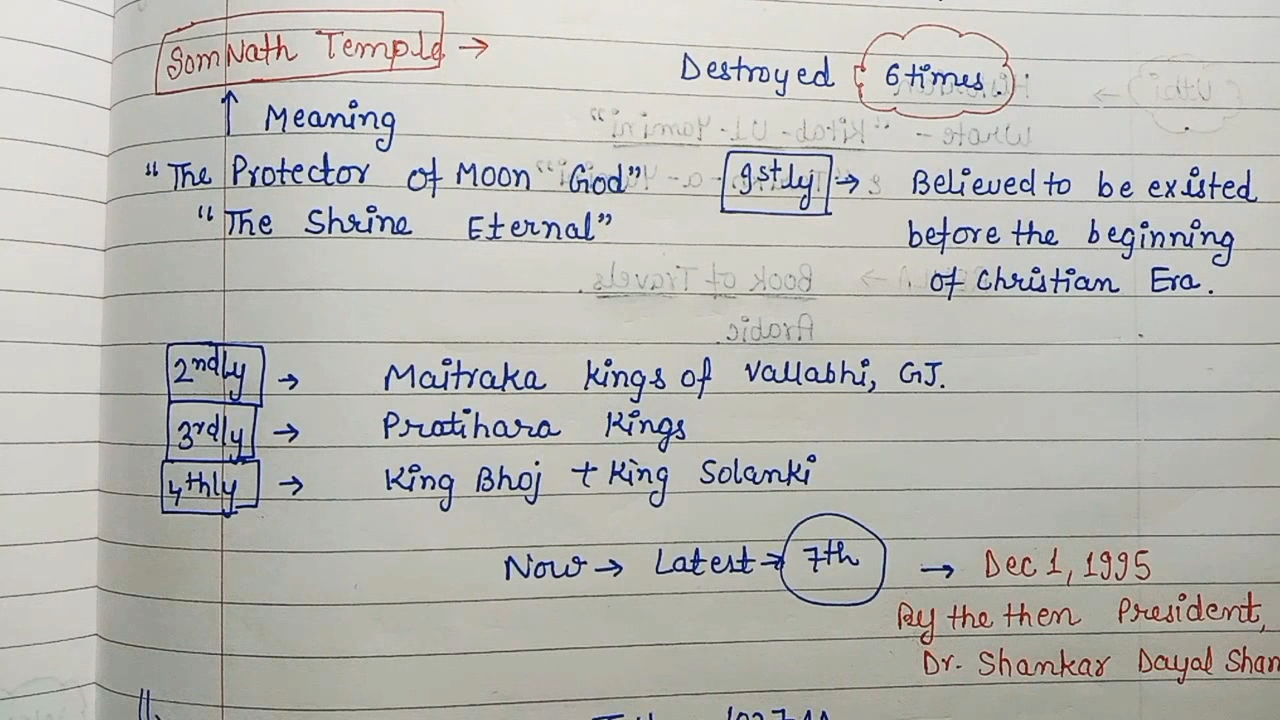 SomNath Temple →
Destroyed 6 times.
↑ Meaning
"The Protector of Moon God"
"The Shrine Eternal"
1stly → Believed to be existed
before the beginning
of Christian Era.
2ndly → Maitraka kings of Vallabhi, GJ.
3rdly → Pratihara Kings
4thly → King Bhoj + King Solanki
Now → Latest → 7th → Dec 1, 1995
By the then President,
Dr. Shankar Dayal Shar